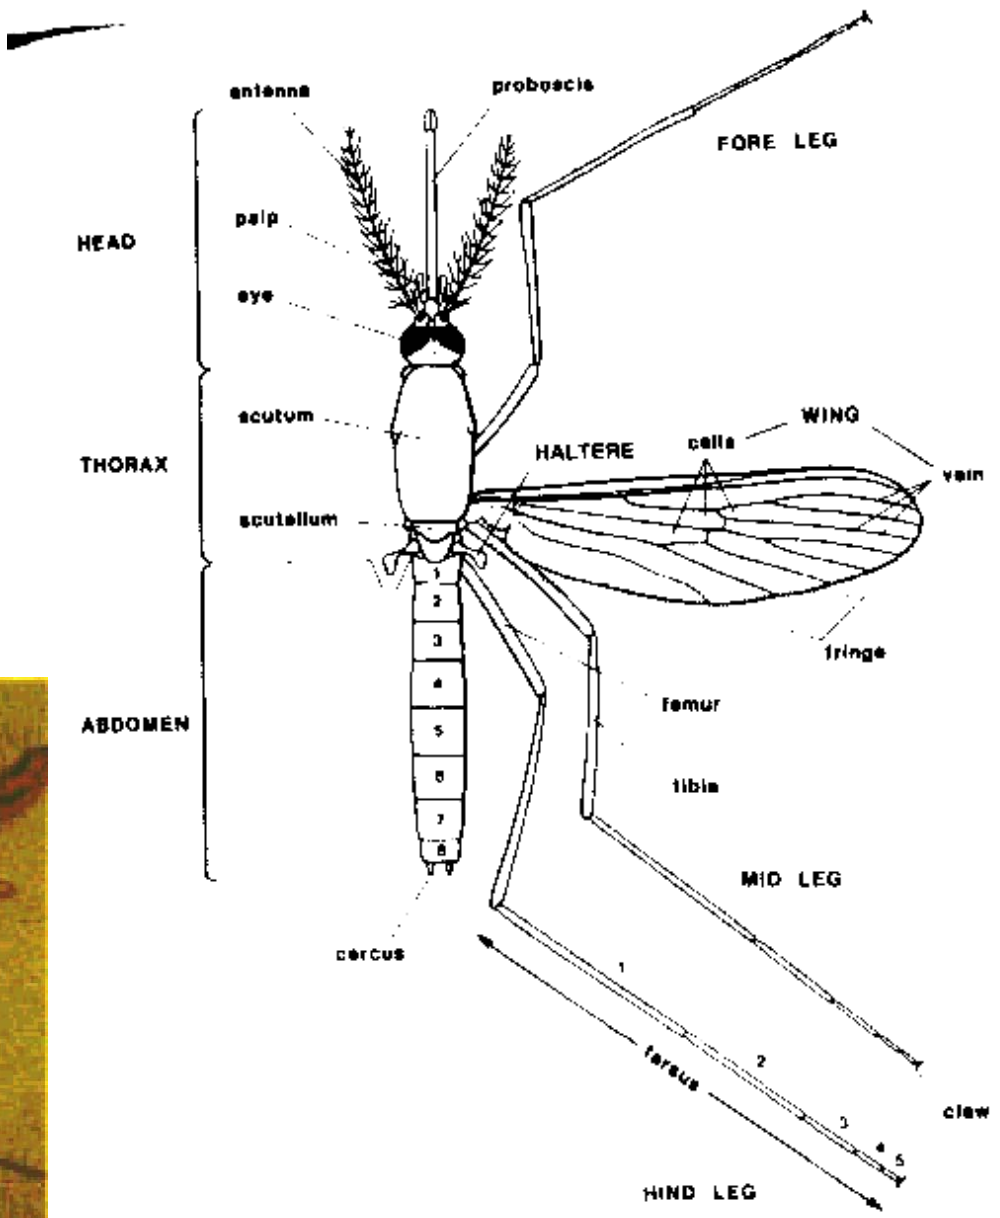 antenna
proboscis
FORE LEG
palp
HEAD
eye
scutum
WING
cells
HALTERE
THORAX
vein
scutellum
1
2
3
fringe
4
femur
ABDOMEN
5
6
tibia
7
8
MID LEG
cercus
1
tarsus
2
claw
3
4
5
HIND LEG